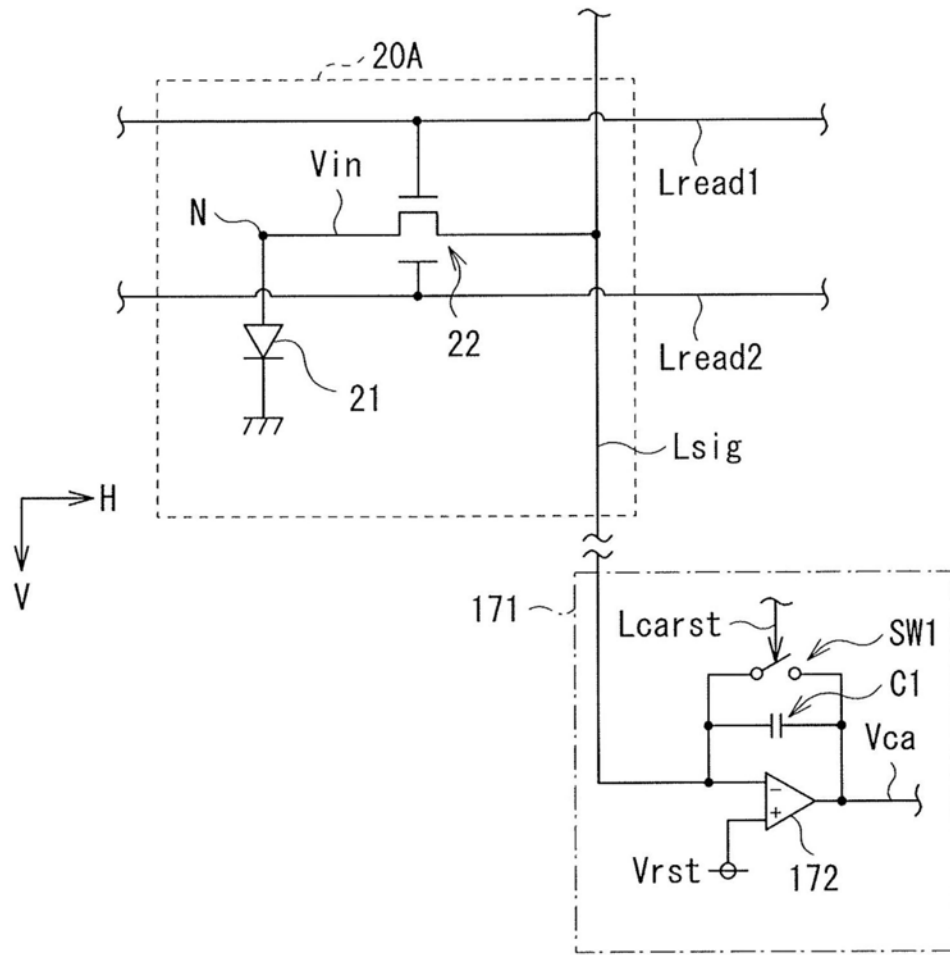 20A
Lread1
Vin
N
22
Lread2
21
Lsig
H
V
171
Lcarst
SW1
C1
Vca
−
+
172
Vrst